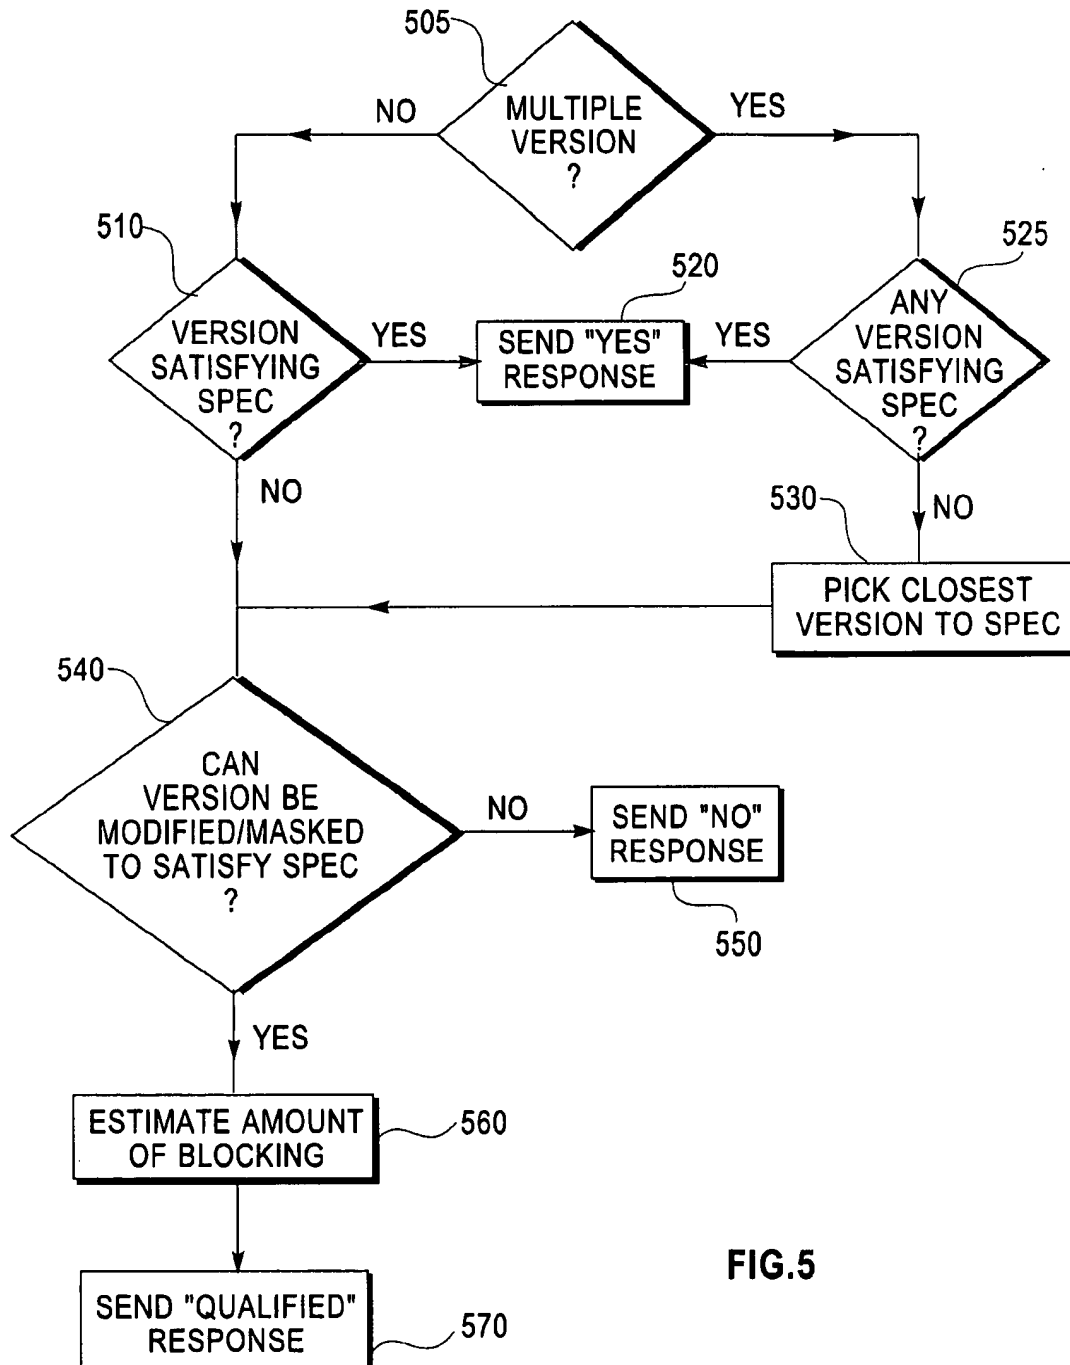 505
MULTIPLE
VERSION
?
NO
YES
510
VERSION
SATISFYING
SPEC
?
YES
520
SEND "YES"
RESPONSE
YES
525
ANY
VERSION
SATISFYING
SPEC
?
NO
NO
530
PICK CLOSEST
VERSION TO SPEC
540
CAN
VERSION BE
MODIFIED/MASKED
TO SATISFY SPEC
?
NO
SEND "NO"
RESPONSE
550
YES
ESTIMATE AMOUNT
OF BLOCKING
560
SEND "QUALIFIED"
RESPONSE
570
FIG.5